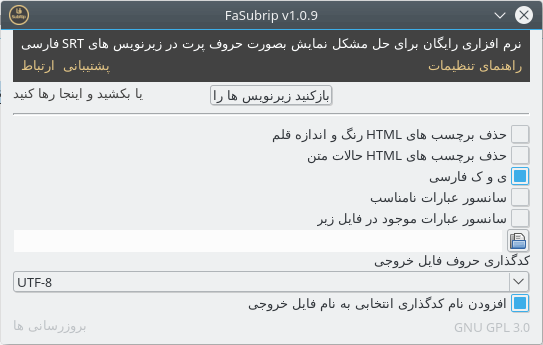 فا
Subrip
FaSubrip v1.0.9
نرم افزاری رایگان برای حل مشکل نمایش بصورت حروف پرت در زیرنویس های SRT فارسی
راهنمای تنظیمات
پشتیبانی
ارتباط
بازکنید زیرنویس ها را
یا بکشید و اینجا رها کنید
حذف برچسب های HTML رنگ و اندازه قلم
حذف برچسب های HTML حالات متن
ی و ک فارسی
سانسور عبارات نامناسب
سانسور عبارات موجود در فایل زیر
کدگذاری حروف فایل خروجی
UTF-8
افزودن نام کدگذاری انتخابی به نام فایل خروجی
بروزرسانی ها
GNU GPL 3.0